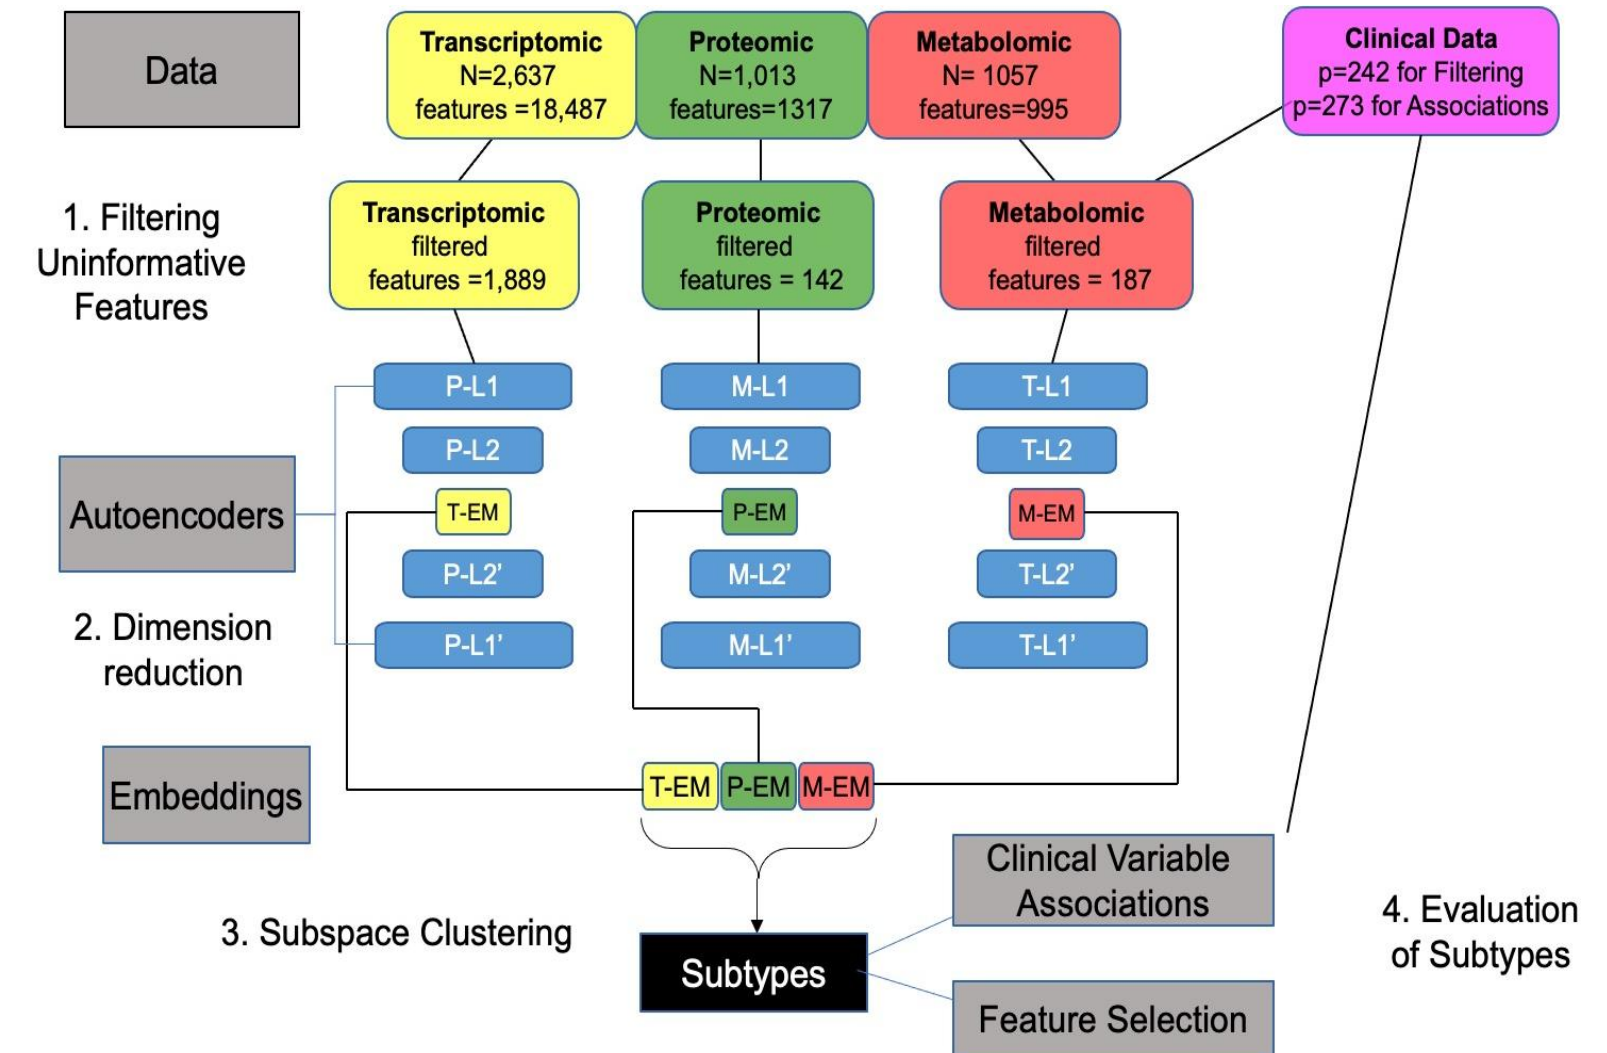 Data
Transcriptomic
N=2,637
features =18,487
Proteomic
N=1,013
features=1317
Metabolomic
N= 1057
features=995
Clinical Data
p=242 for Filtering
p=273 for Associations
1. Filtering
Uninformative
Features
Transcriptomic
filtered
features =1,889
Proteomic
filtered
features = 142
Metabolomic
filtered
features = 187
P-L1
M-L1
T-L1
P-L2
M-L2
T-L2
Autoencoders
T-EM
P-EM
M-EM
P-L2’
M-L2’
T-L2’
2. Dimension
reduction
P-L1’
M-L1’
T-L1’
Embeddings
T-EM
P-EM
M-EM
3. Subspace Clustering
Subtypes
Clinical Variable
Associations
Feature Selection
4. Evaluation
of Subtypes